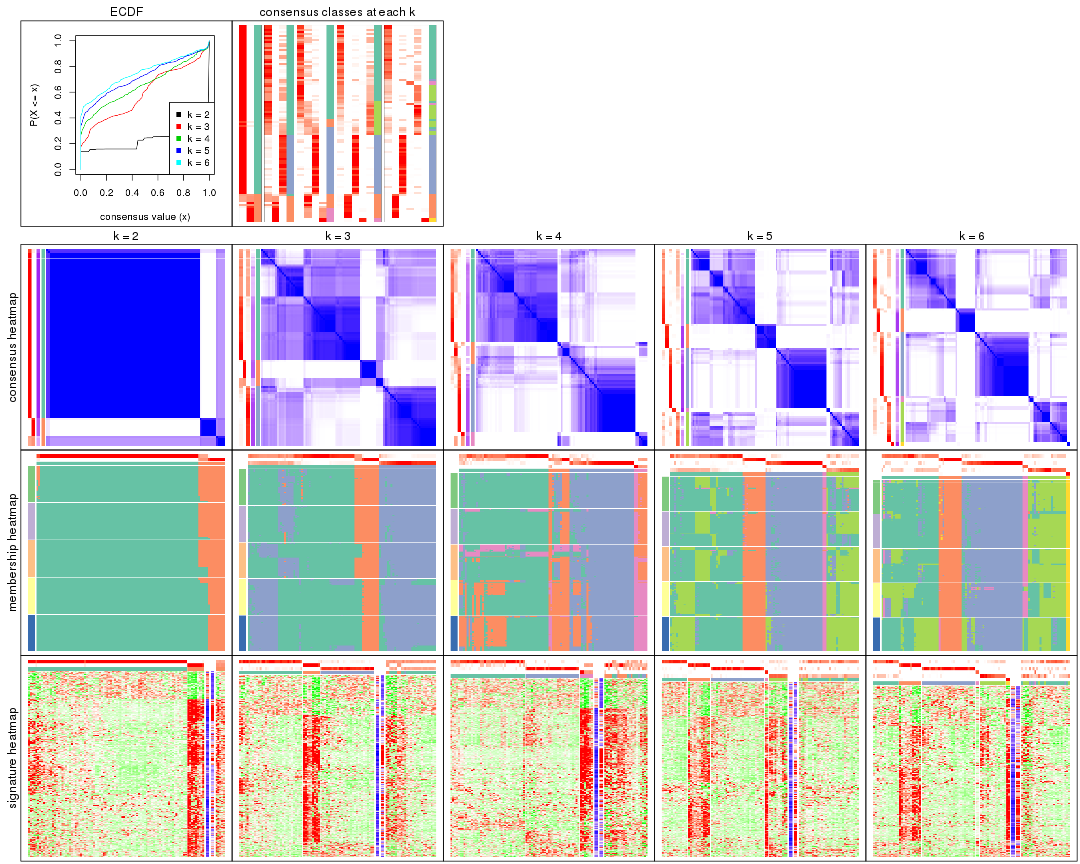 ECDF
consensus classes at each k
P(X <= x)
1.0
0.8
0.6
0.4
0.2
0.0
k = 2
k = 3
k = 4
k = 5
k = 6
0.0 0.2 0.4 0.6 0.8 1.0
consensus value (x)
k = 2 k = 3 k = 4 k = 5 k = 6
consensus heatmap
membership heatmap
signature heatmap